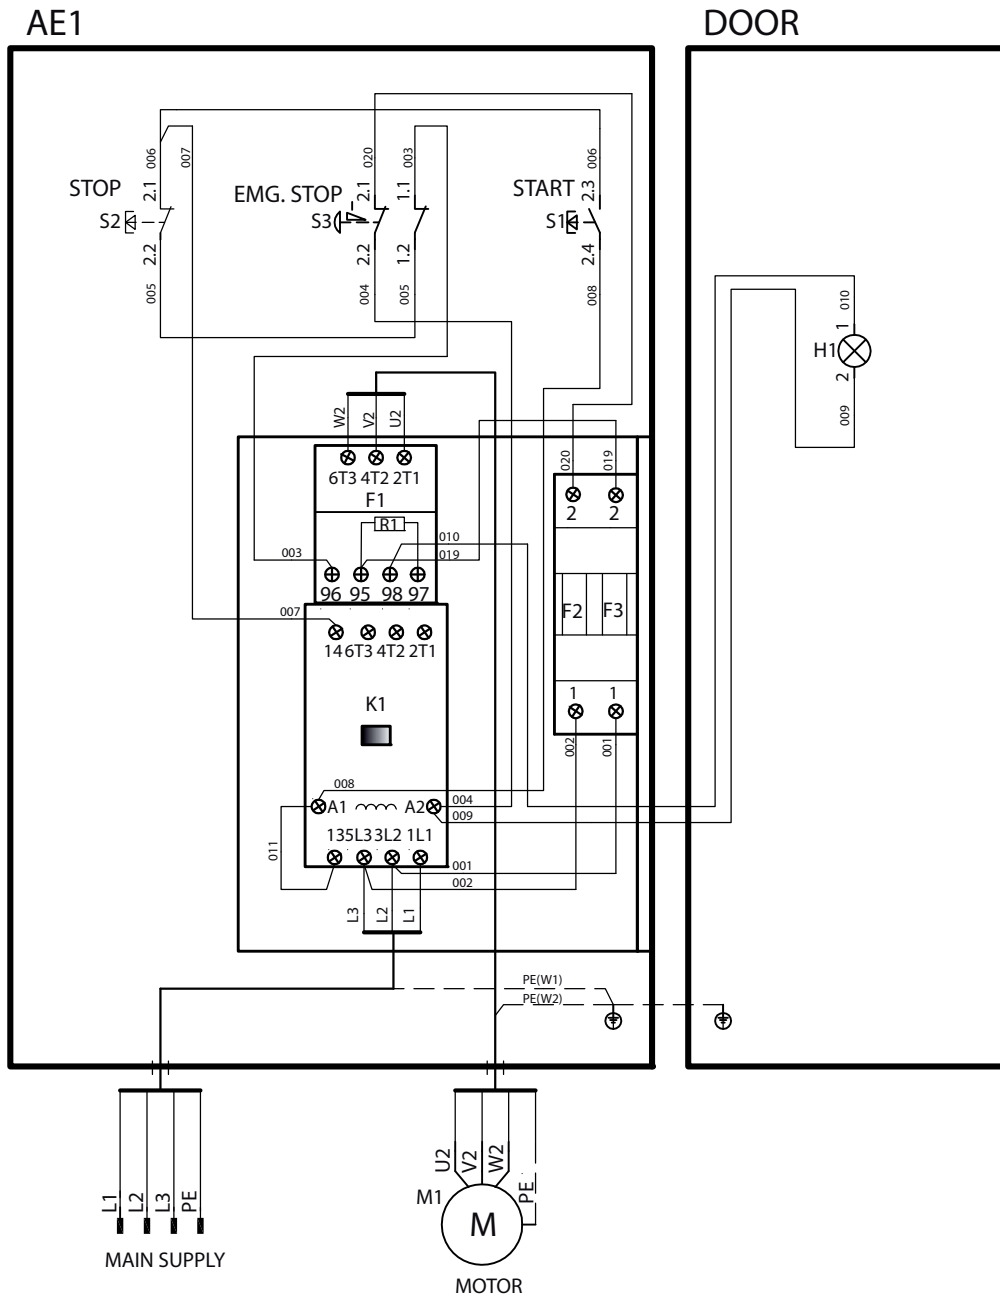 AE1 DOOR
006 007 020 003 006
STOP 2.1 EMG. STOP 2.1 1.1 START 2.3
S2 S3 S1
2.2 2.2 1.2 2.4
005 004 005 008
010
1
H1
2
009
W2 V2 U2
6T3 4T2 2T1
F1
020 019
2 2
R1
010
003 019
96 95 98 97
F2 F3
007
14 6T3 4T2 2T1
K1
1 1
002 001
008
A1 A2 004
009
13 5L3 3L2 1L1
011
001
002
L3 L2 L1
PE(W1)
PE(W2)
U2 V2 W2
L1 L2 L3 PE
M1 PE
M
MAIN SUPPLY
MOTOR